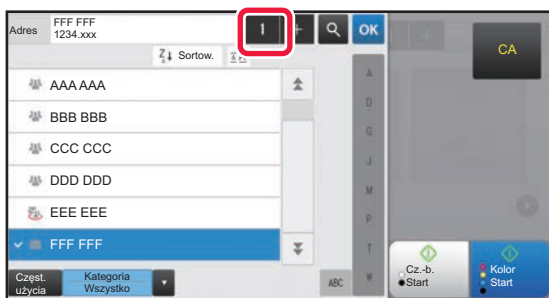 Adres
FFF FFF
1234.xxx
1
+
OK
CA
Z
Sortow.
AAA AAA
BBB BBB
CCC CCC
DDD DDD
EEE EEE
FFF FFF
A
D
G
J
M
P
T
W
Częst.
użycia
Kategoria
Wszystko
ABC
Cz.-b.
Start
Kolor
Start